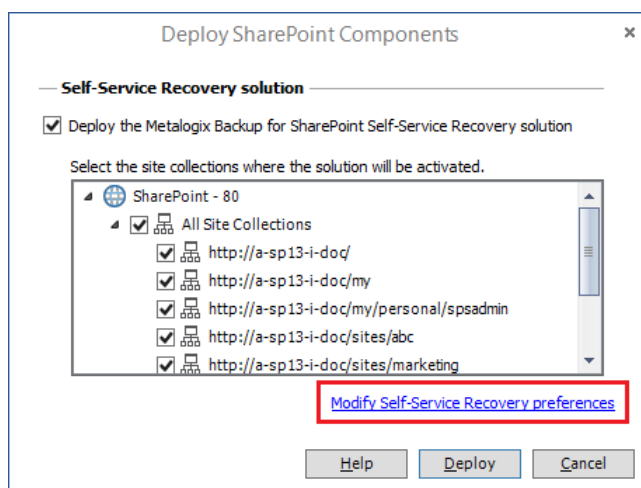 Deploy SharePoint Components
Self-Service Recovery solution
Deploy the Metalogix Backup for SharePoint Self-Service Recovery solution
Select the site collections where the solution will be activated.
SharePoint - 80
All Site Collections
http://a-sp13-i-doc/
http://a-sp13-i-doc/my
http://a-sp13-i-doc/my/personal/spsadmin
http://a-sp13-i-doc/sites/abc
http://a-sp13-i-doc/sites/marketing
Modify Self-Service Recovery preferences
Help Deploy Cancel